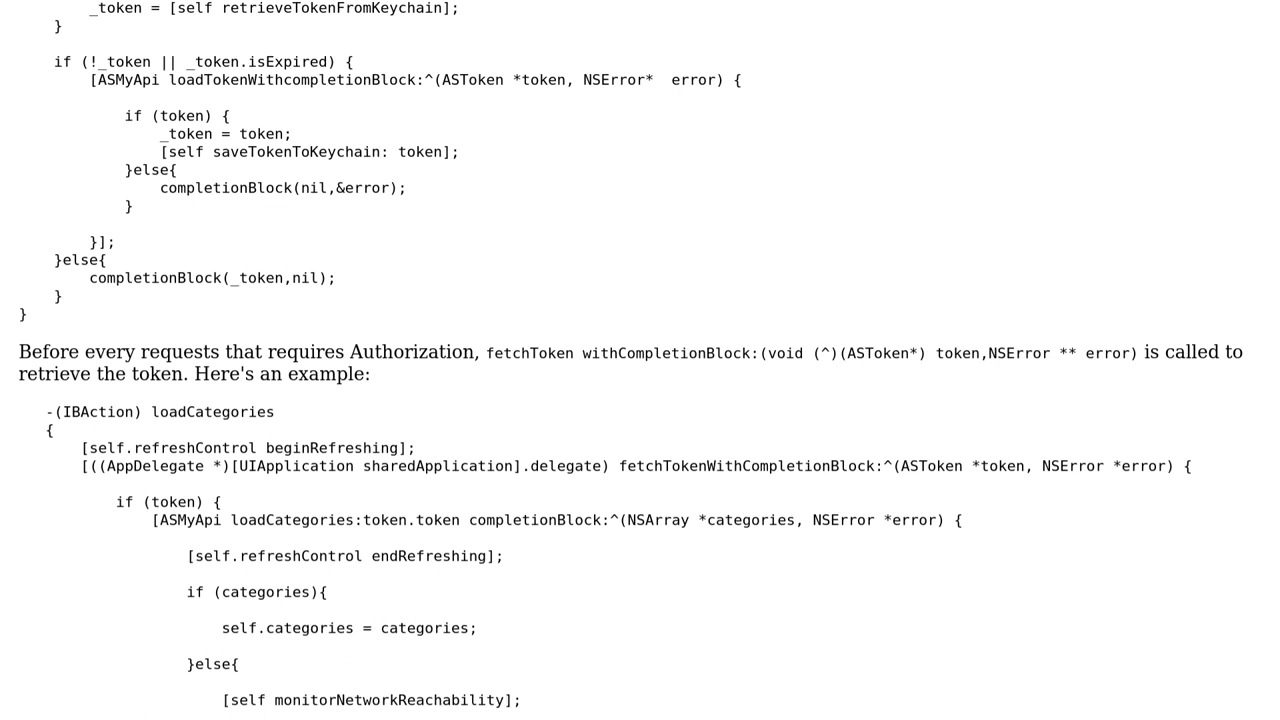 _token = [self retrieveTokenFromKeychain];
    }
    if (!_token || _token.isExpired) {
        [ASMyApi loadTokenWithcompletionBlock:^(ASToken *token, NSError*  error) {
            if (token) {
                _token = token;
                [self saveTokenToKeychain: token];
            }else{
                completionBlock(nil,&error);
            }
        }];
    }else{
        completionBlock(_token,nil);
    }
}
Before every requests that requires Authorization, fetchToken withCompletionBlock:(void (^)(ASToken*) token,NSError ** error) is called to
retrieve the token. Here's an example:
-(IBAction) loadCategories
{
    [self.refreshControl beginRefreshing];
    [((AppDelegate *)[UIApplication sharedApplication].delegate) fetchTokenWithCompletionBlock:^(ASToken *token, NSError *error) {
        if (token) {
            [ASMyApi loadCategories:token.token completionBlock:^(NSArray *categories, NSError *error) {
                [self.refreshControl endRefreshing];
                if (categories){
                    self.categories = categories;
                }else{
                    [self monitorNetworkReachability];